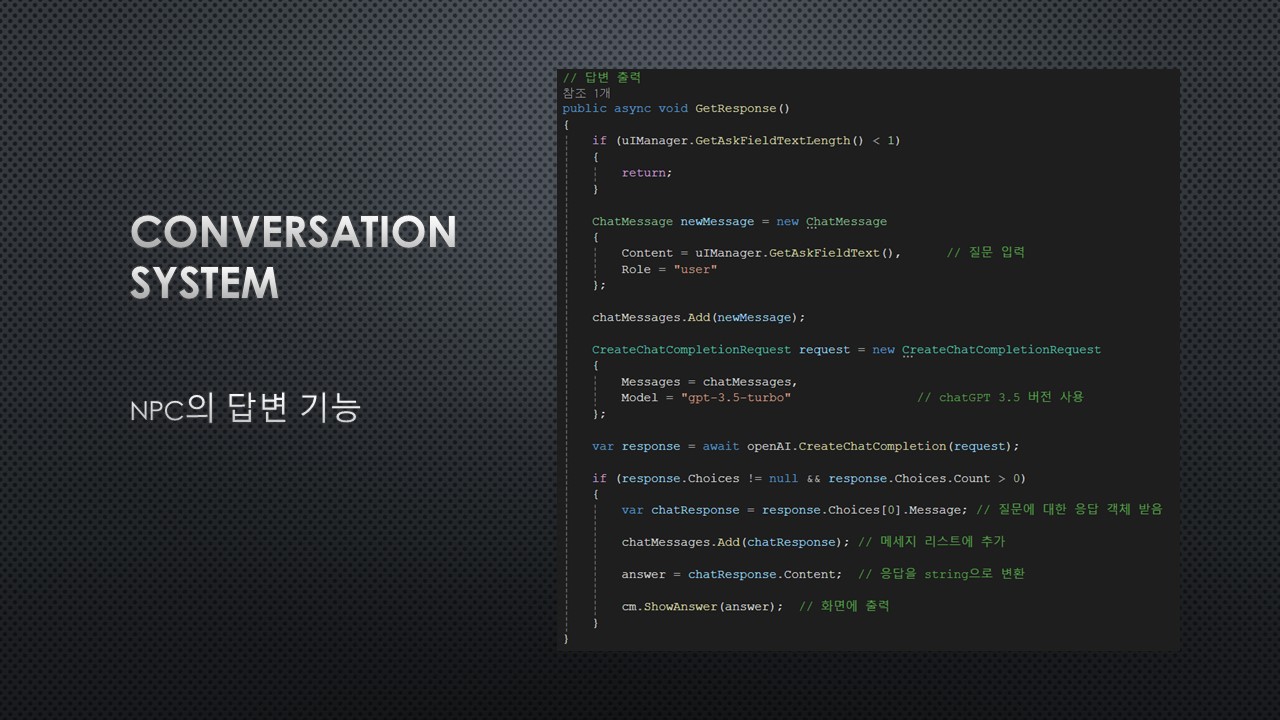 CONVERSATION
SYSTEM
NPC의 답변 기능
// 답변 출력
참조 1개
public async void GetResponse()
{
    if (uIManager.GetAskFieldTextLength() < 1)
    {
        return;
    }
    ChatMessage newMessage = new ChatMessage
    {
        Content = uIManager.GetAskFieldText(),      // 질문 입력
        Role = "user"
    };
    chatMessages.Add(newMessage);
    CreateChatCompletionRequest request = new CreateChatCompletionRequest
    {
        Messages = chatMessages,
        Model = "gpt-3.5-turbo"                 // chatGPT 3.5 버전 사용
    };
    var response = await openAI.CreateChatCompletion(request);
    if (response.Choices != null && response.Choices.Count > 0)
    {
        var chatResponse = response.Choices[0].Message; // 질문에 대한 응답 객체 받음
        chatMessages.Add(chatResponse); // 메세지 리스트에 추가
        answer = chatResponse.Content;  // 응답을 string으로 변환
        cm.ShowAnswer(answer);  // 화면에 출력
    }
}